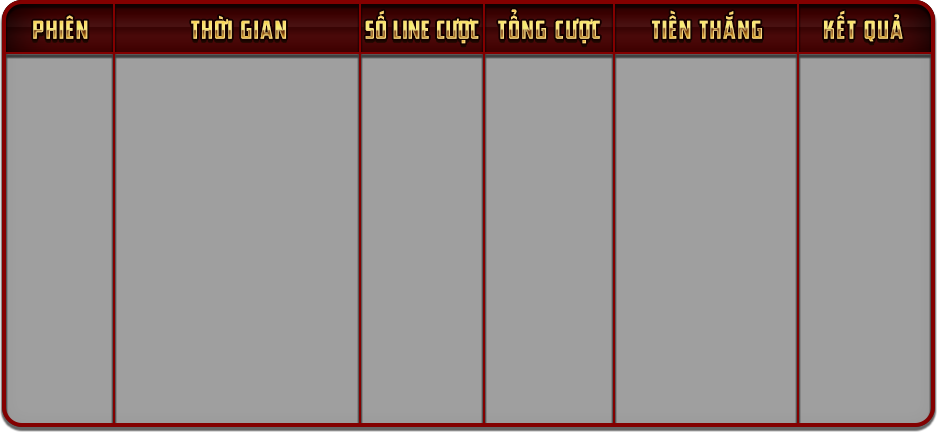 PHIÊN THỜI GIAN SỐ LINE CƯỢC TỔNG CƯỢC TIỀN THẮNG KẾT QUẢ